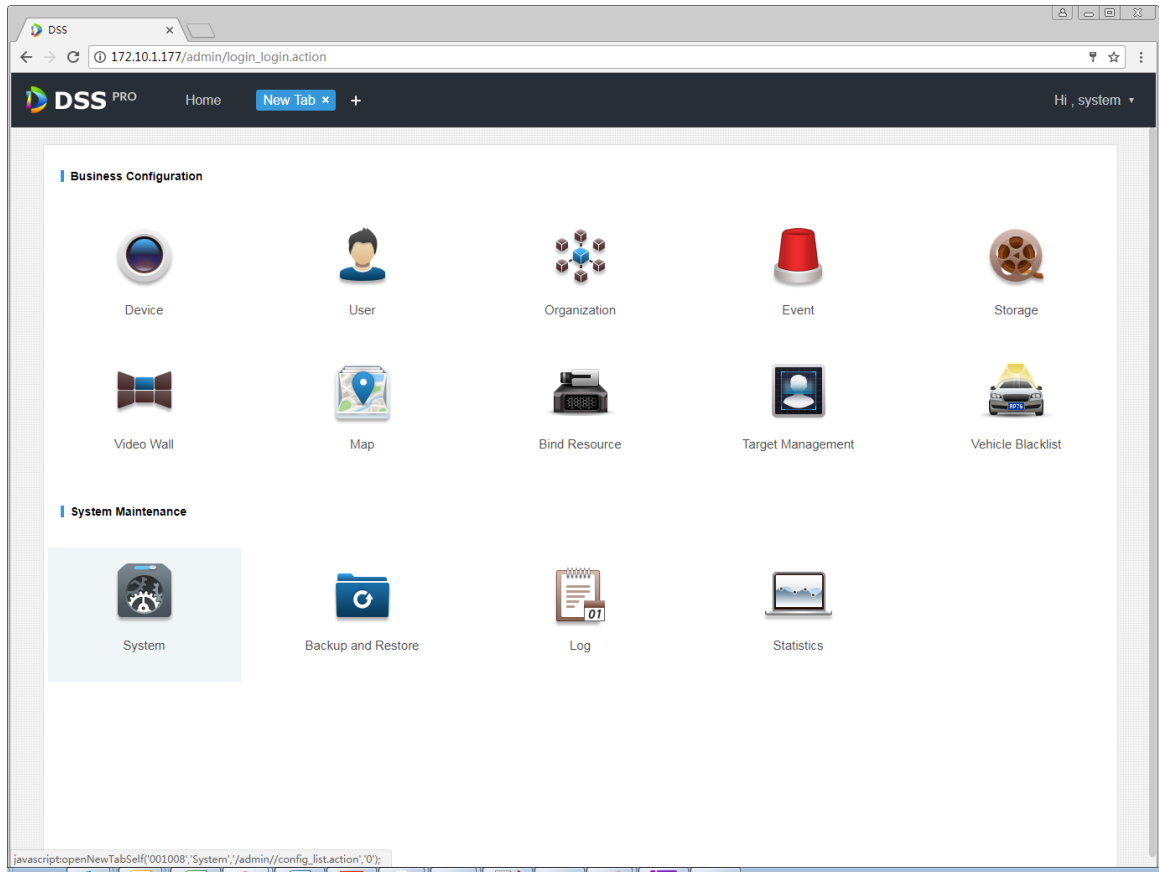 DSS
172.10.1.177/admin/login_login.action
DSS PRO Home New Tab × + Hi , system
Business Configuration
Device User Organization Event Storage
Video Wall Map Bind Resource Target Management Vehicle Blacklist
System Maintenance
01
System Backup and Restore Log Statistics
javascript:openNewTabSelf('001008','System','/admin//config_list.action','0');